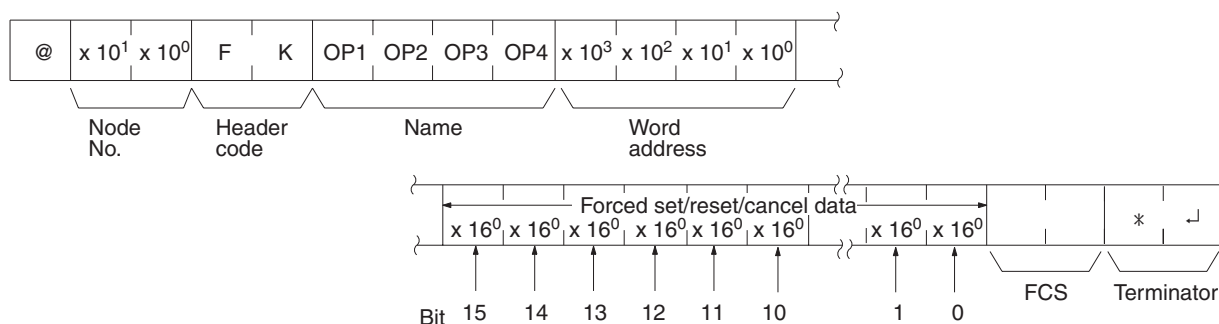 @ x 10¹ x 10⁰ F K OP1 OP2 OP3 OP4 x 10³ x 10² x 10¹ x 10⁰
Node No.
Header code
Name
Word address
Forced set/reset/cancel data
x 16⁰ x 16⁰ x 16⁰ x 16⁰ x 16⁰ x 16⁰ x 16⁰ x 16⁰ * ↵
FCS Terminator
Bit 15 14 13 12 11 10 1 0